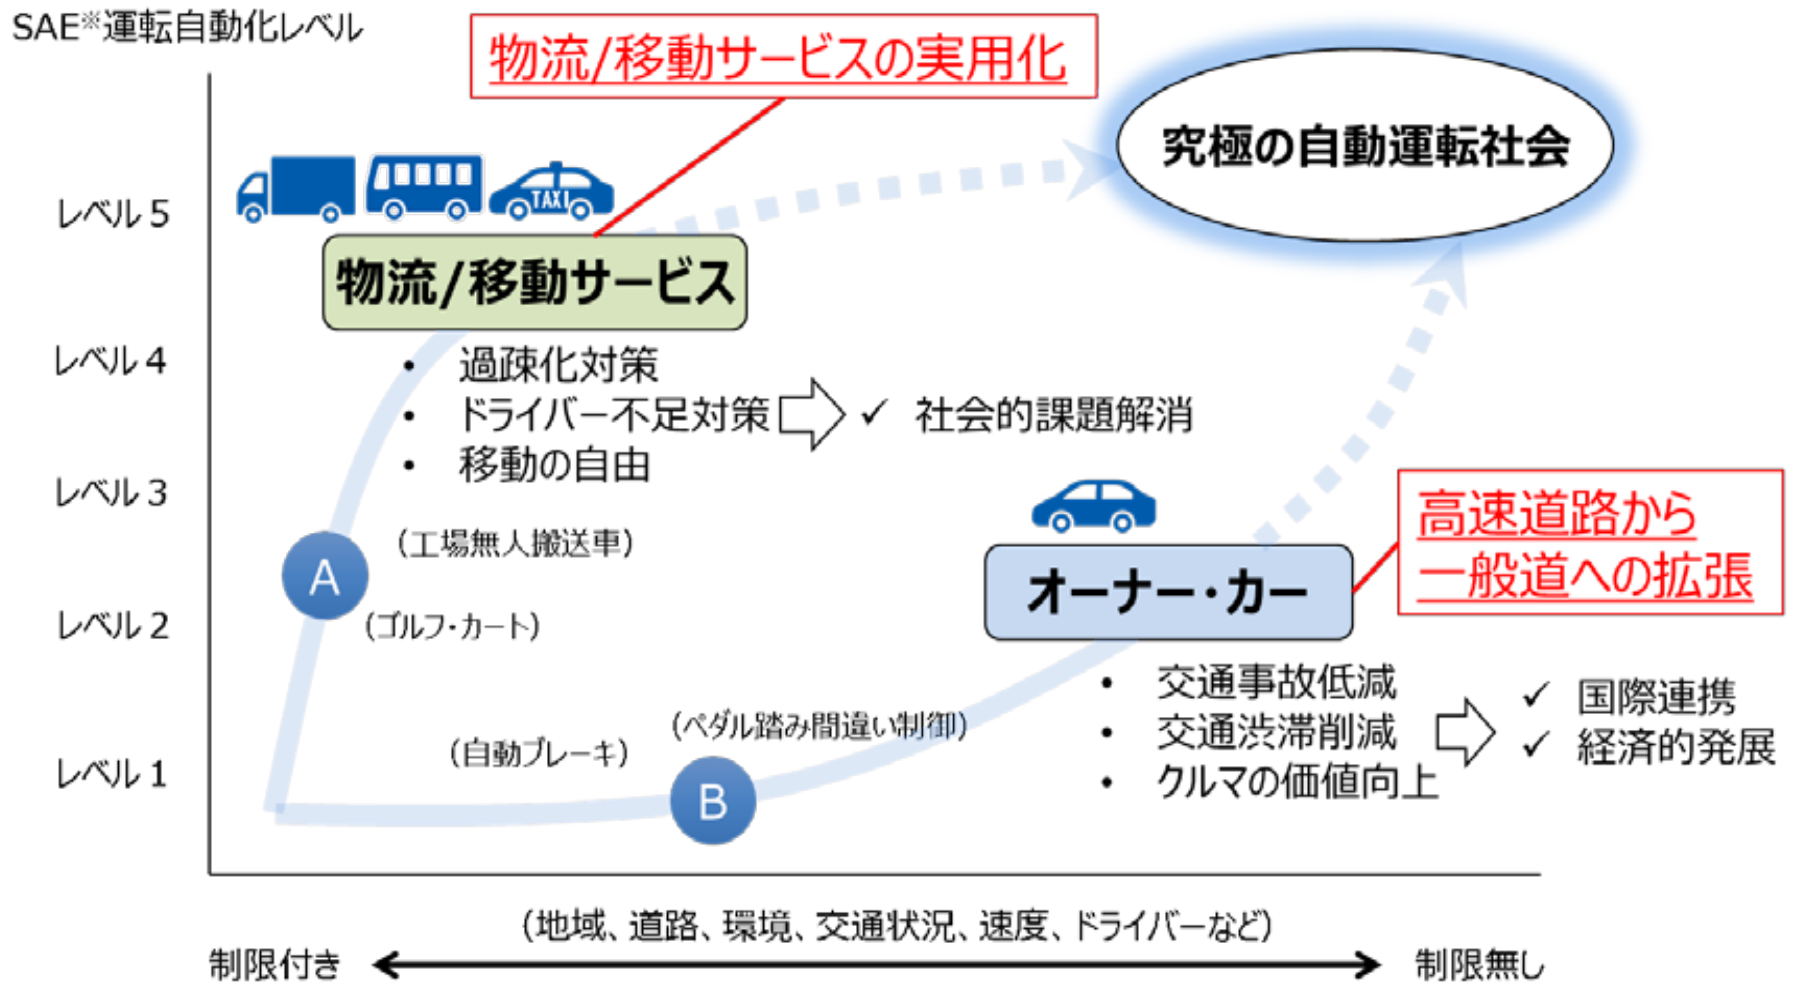 SAE※運転自動化レベル
物流/移動サービスの実用化
究極の自動運転社会
レベル5
TAXI
物流/移動サービス
レベル4
• 過疎化対策
• ドライバー不足対策
• 移動の自由
✓ 社会的課題解消
レベル3
A
(工場無人搬送車)
(ゴルフ・カート)
レベル2
オーナー・カー
高速道路から
一般道への拡張
• 交通事故低減
• 交通渋滞削減
• クルマの価値向上
✓ 国際連携
✓ 経済的発展
(ペダル踏み間違い制御)
(自動ブレーキ)
レベル1
B
(地域、道路、環境、交通状況、速度、ドライバーなど)
制限付き
制限無し